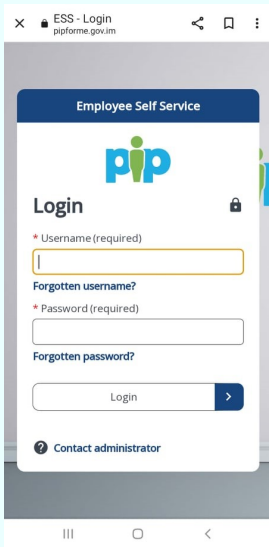 ESS - Login
pipforme.gov.im
Employee Self Service
pip
Login
* Username (required)
Forgotten username?
* Password (required)
Forgotten password?
Login
Contact administrator